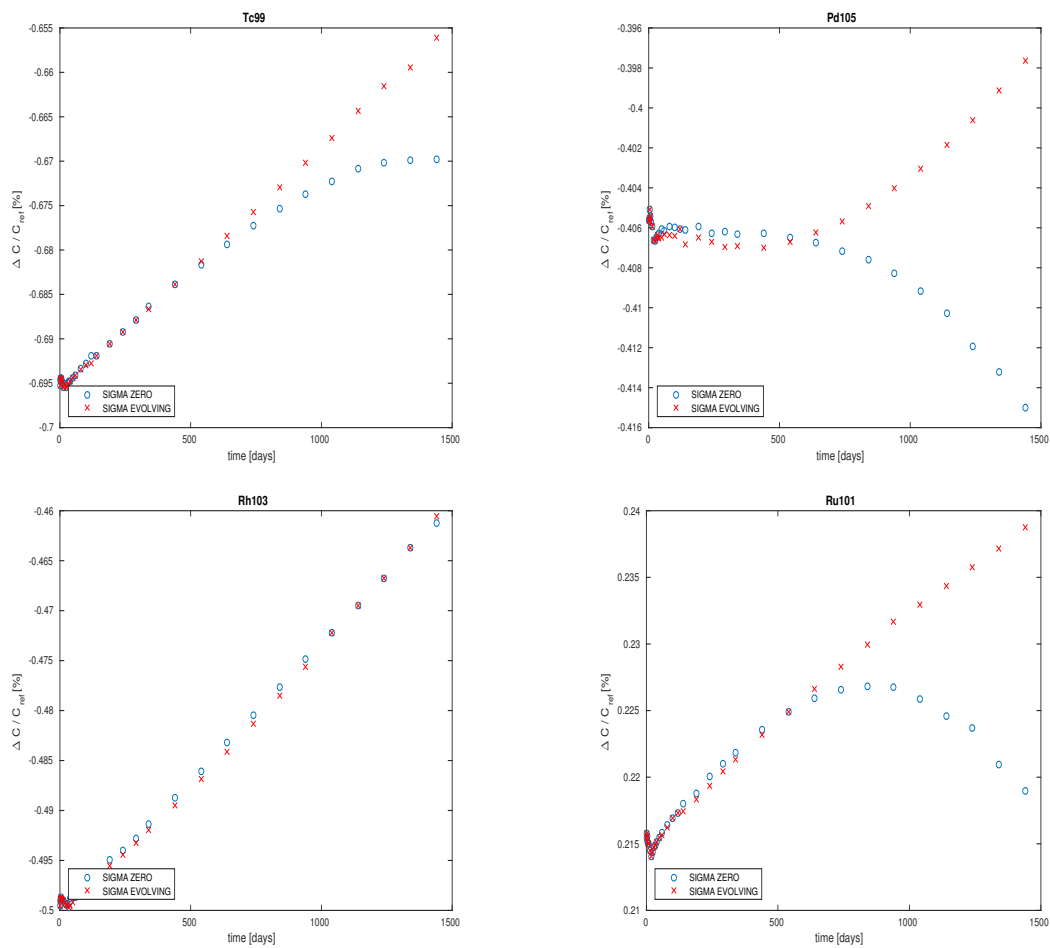 Tc99
-0.655
-0.66
-0.665
-0.67
-0.675
-0.68
-0.685
-0.69
-0.695
-0.7
Δ C / C ref [%]
SIGMA ZERO
SIGMA EVOLVING
0
500
1000
1500
time [days]
Pd105
-0.396
-0.398
-0.4
-0.402
-0.404
-0.406
-0.408
-0.41
-0.412
-0.414
-0.416
Δ C / C ref [%]
SIGMA ZERO
SIGMA EVOLVING
0
500
1000
1500
time [days]
Rh103
-0.46
-0.465
-0.47
-0.475
-0.48
-0.485
-0.49
-0.495
-0.5
Δ C / C ref [%]
SIGMA ZERO
SIGMA EVOLVING
0
500
1000
1500
time [days]
Ru101
0.24
0.235
0.23
0.225
0.22
0.215
0.21
Δ C / C ref [%]
SIGMA ZERO
SIGMA EVOLVING
0
500
1000
1500
time [days]